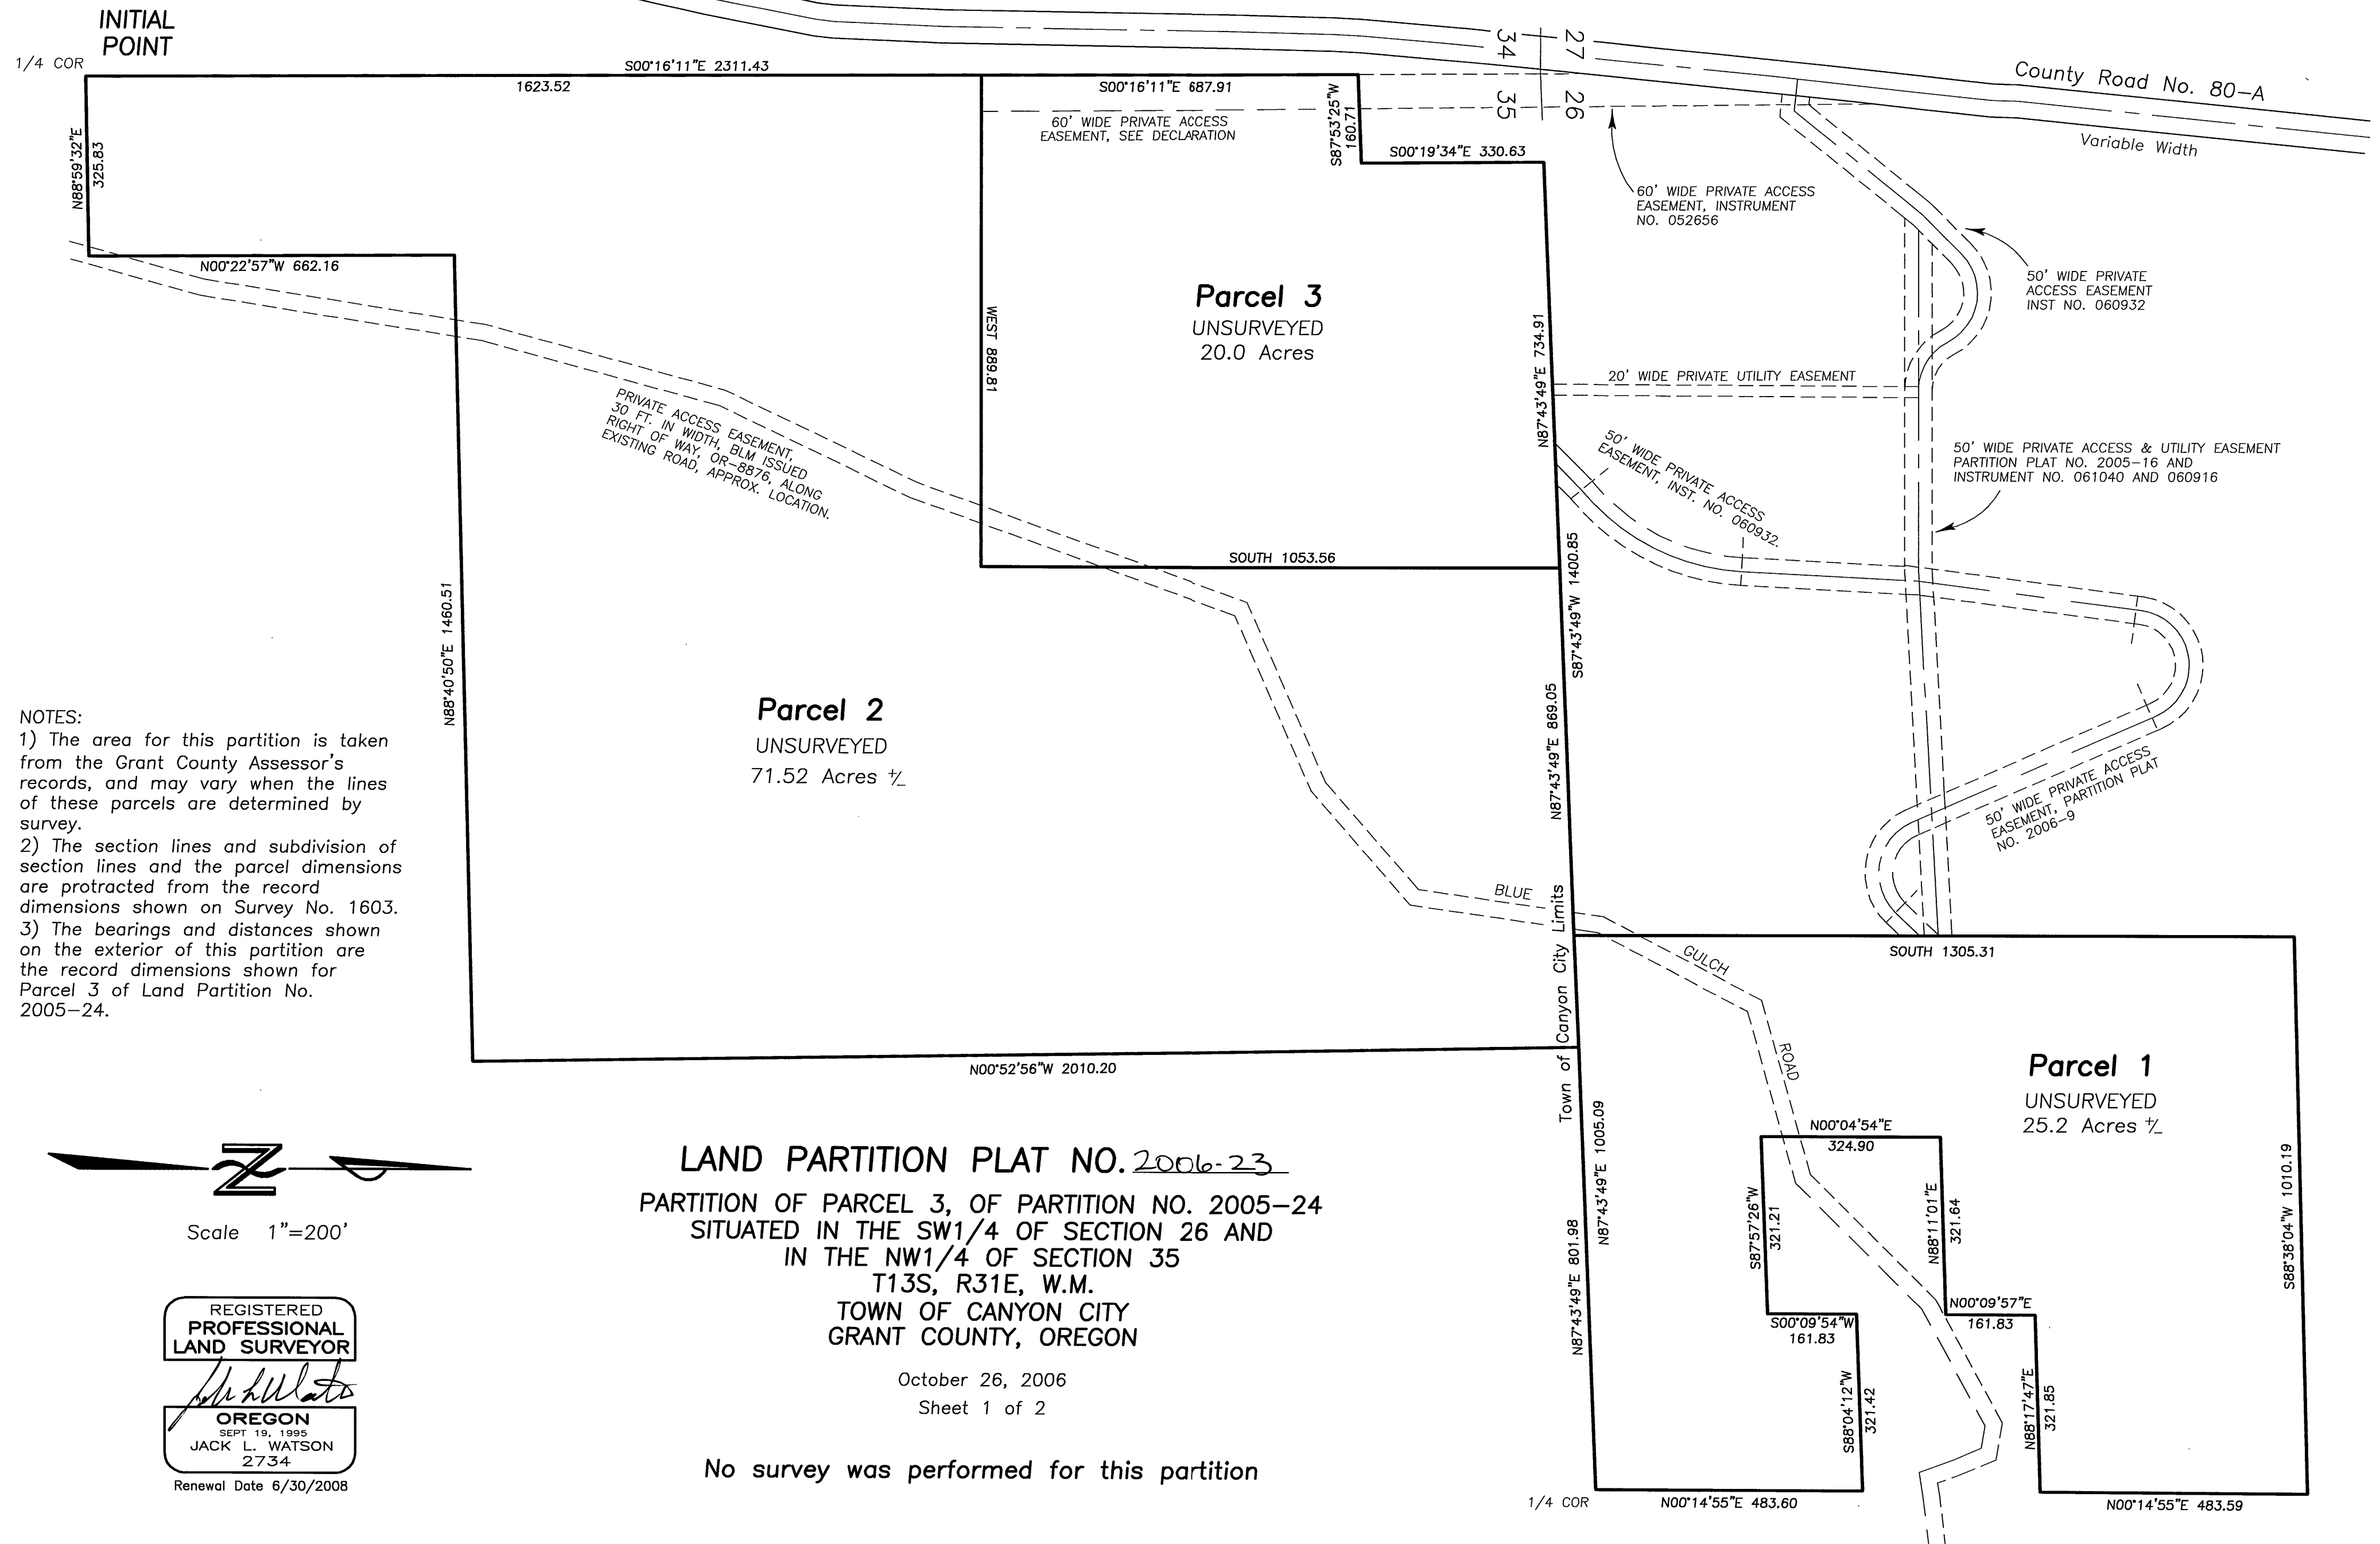 INITIAL
POINT
1/4 COR
S00°16'11"E 2311.43
1623.52
S00°16'11"E 687.91
60' WIDE PRIVATE ACCESS
EASEMENT, SEE DECLARATION
S87°53'25"W
160.71
S00°19'34"E 330.63
34
27
35
26
County Road No. 80-A
Variable Width
60' WIDE PRIVATE ACCESS
EASEMENT, INSTRUMENT
NO. 052656
50' WIDE PRIVATE
ACCESS EASEMENT
INST NO. 060932
N88°59'32"E
325.83
N00°22'57"W 662.16
WEST 889.81
Parcel 3
UNSURVEYED
20.0 Acres
N87°43'49"E 734.91
20' WIDE PRIVATE UTILITY EASEMENT
PRIVATE ACCESS EASEMENT,
30 FT. IN WIDTH, BLM ISSUED
RIGHT OF WAY, OR-8876, ALONG
EXISTING ROAD, APPROX. LOCATION.
50' WIDE PRIVATE ACCESS
EASEMENT, INST. NO. 060932.
50' WIDE PRIVATE ACCESS & UTILITY EASEMENT
PARTITION PLAT NO. 2005-16 AND
INSTRUMENT NO. 061040 AND 060916
SOUTH 1053.56
S87°43'49"W 1400.85
N88°40'50"E 1460.51
Parcel 2
UNSURVEYED
71.52 Acres +/-
N87°43'49"E 869.05
50' WIDE PRIVATE ACCESS
EASEMENT, PARTITION PLAT
NO. 2006-9
NOTES:
1) The area for this partition is taken
from the Grant County Assessor's
records, and may vary when the lines
of these parcels are determined by
survey.
2) The section lines and subdivision of
section lines and the parcel dimensions
are protracted from the record
dimensions shown on Survey No. 1603.
3) The bearings and distances shown
on the exterior of this partition are
the record dimensions shown for
Parcel 3 of Land Partition No.
2005-24.
BLUE
GULCH
ROAD
Town of Canyon City Limits
SOUTH 1305.31
N00°52'56"W 2010.20
Parcel 1
UNSURVEYED
25.2 Acres +/-
N87°43'49"E 1005.09
N87°43'49"E 801.98
N00°04'54"E
324.90
S87°57'26"W
321.21
N88°11'01"E
321.64
S88°38'04"W 1010.19
S00°09'54"W
161.83
N00°09'57"E
161.83
S88°04'12"W
321.42
N88°17'47"E
321.85
1/4 COR
N00°14'55"E 483.60
N00°14'55"E 483.59
Z
Scale 1"=200'
LAND PARTITION PLAT NO. 2006-23
PARTITION OF PARCEL 3, OF PARTITION NO. 2005-24
SITUATED IN THE SW1/4 OF SECTION 26 AND
IN THE NW1/4 OF SECTION 35
T13S, R31E, W.M.
TOWN OF CANYON CITY
GRANT COUNTY, OREGON
October 26, 2006
Sheet 1 of 2
No survey was performed for this partition
REGISTERED
PROFESSIONAL
LAND SURVEYOR
OREGON
SEPT 19, 1995
JACK L. WATSON
2734
Renewal Date 6/30/2008